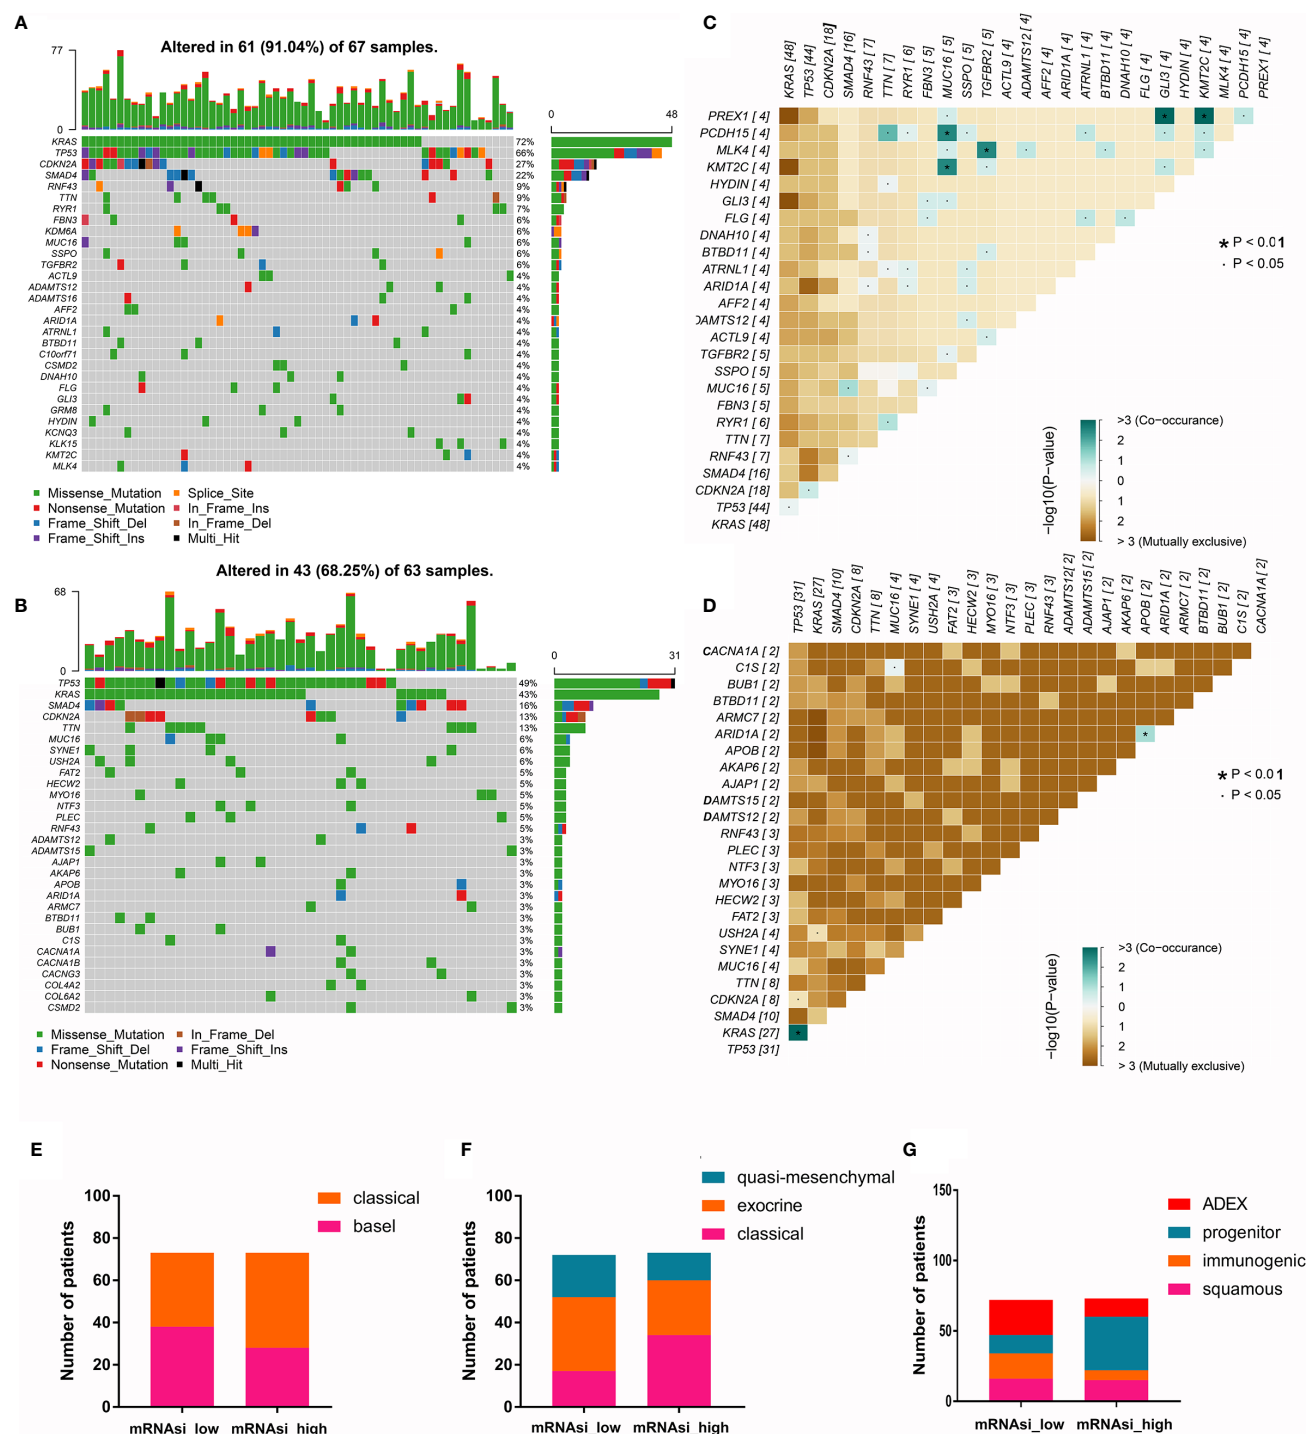 A
Altered in 61 (91.04%) of 67 samples.
77
0
0 48
KRAS 72%
TP53 66%
CDKN2A 27%
SMAD4 22%
RNF43 9%
TTN 9%
RYR1 7%
FBN3 6%
KDM6A 6%
MUC16 6%
SSPO 6%
TGFBR2 6%
ACTL9 4%
ADAMTS12 4%
ADAMTS16 4%
AFF2 4%
ARID1A 4%
ATRNL1 4%
BTBD11 4%
C10orf71 4%
CSMD2 4%
DNAH10 4%
FLG 4%
GLI3 4%
GRM8 4%
HYDIN 4%
KCNQ3 4%
KLK15 4%
KMT2C 4%
MLK4 4%
Missense_Mutation Splice_Site
Nonsense_Mutation In_Frame_Ins
Frame_Shift_Del In_Frame_Del
Frame_Shift_Ins Multi_Hit
B
Altered in 43 (68.25%) of 63 samples.
68
0
0 31
TP53 49%
KRAS 43%
SMAD4 16%
CDKN2A 13%
TTN 13%
MUC16 6%
SYNE1 6%
USH2A 6%
FAT2 5%
HECW2 5%
MYO16 5%
NTF3 5%
PLEC 5%
RNF43 5%
ADAMTS12 3%
ADAMTS15 3%
AJAP1 3%
AKAP6 3%
APOB 3%
ARID1A 3%
ARMC7 3%
BTBD11 3%
BUB1 3%
C1S 3%
CACNA1A 3%
CACNA1B 3%
CACNG3 3%
COL4A2 3%
COL6A2 3%
CSMD2 3%
Missense_Mutation In_Frame_Del
Frame_Shift_Del Frame_Shift_Ins
Nonsense_Mutation Multi_Hit
C
KRAS [48]
TP53 [44]
CDKN2A [18]
SMAD4 [16]
RNF43 [7]
TTN [7]
RYR1 [6]
FBN3 [5]
MUC16 [5]
SSPO [5]
TGFBR2 [5]
ACTL9 [4]
ADAMTS12 [4]
AFF2 [4]
ARID1A [4]
ATRNL1 [4]
BTBD11 [4]
DNAH10 [4]
FLG [4]
GLI3 [4]
HYDIN [4]
KMT2C [4]
MLK4 [4]
PCDH15 [4]
PREX1 [4]
PREX1 [4]
PCDH15 [4]
MLK4 [4]
KMT2C [4]
HYDIN [4]
GLI3 [4]
FLG [4]
DNAH10 [4]
BTBD11 [4]
ATRNL1 [4]
ARID1A [4]
AFF2 [4]
DAMTS12 [4]
ACTL9 [4]
TGFBR2 [5]
SSPO [5]
MUC16 [5]
FBN3 [5]
RYR1 [6]
TTN [7]
RNF43 [7]
SMAD4 [16]
CDKN2A [18]
TP53 [44]
KRAS [48]
* P < 0.01
· P < 0.05
−log10(P−value)
>3 (Co−occurance)
2
1
0
1
2
> 3 (Mutually exclusive)
D
TP53 [31]
KRAS [27]
SMAD4 [10]
CDKN2A [8]
TTN [8]
MUC16 [4]
SYNE1 [4]
USH2A [4]
FAT2 [3]
HECW2 [3]
MYO16 [3]
NTF3 [3]
PLEC [3]
RNF43 [3]
ADAMTS12[2]
ADAMTS15[2]
AJAP1 [2]
AKAP6 [2]
APOB [2]
ARID1A [2]
ARMC7 [2]
BTBD11 [2]
BUB1 [2]
C1S [2]
CACNA1A [2]
CACNA1A [2]
C1S [2]
BUB1 [2]
BTBD11 [2]
ARMC7 [2]
ARID1A [2]
APOB [2]
AKAP6 [2]
AJAP1 [2]
DAMTS15 [2]
DAMTS12 [2]
RNF43 [3]
PLEC [3]
NTF3 [3]
MYO16 [3]
HECW2 [3]
FAT2 [3]
USH2A [4]
SYNE1 [4]
MUC16 [4]
TTN [8]
CDKN2A [8]
SMAD4 [10]
KRAS [27]
TP53 [31]
* P < 0.01
· P < 0.05
−log10(P−value)
>3 (Co−occurance)
2
1
0
1
2
> 3 (Mutually exclusive)
E
classical
basel
Number of patients
100
80
60
40
20
0
mRNAsi_low mRNAsi_high
F
quasi-mesenchymal
exocrine
classical
Number of patients
100
80
60
40
20
0
mRNAsi_low mRNAsi_high
G
ADEX
progenitor
immunogenic
squamous
Number of patients
150
100
50
0
mRNAsi_low mRNAsi_high